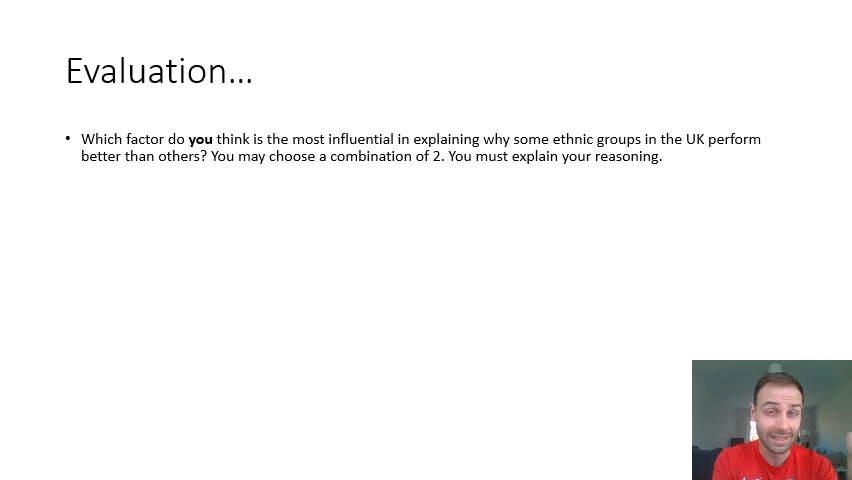 Evaluation…
• Which factor do you think is the most influential in explaining why some ethnic groups in the UK perform
better than others? You may choose a combination of 2. You must explain your reasoning.